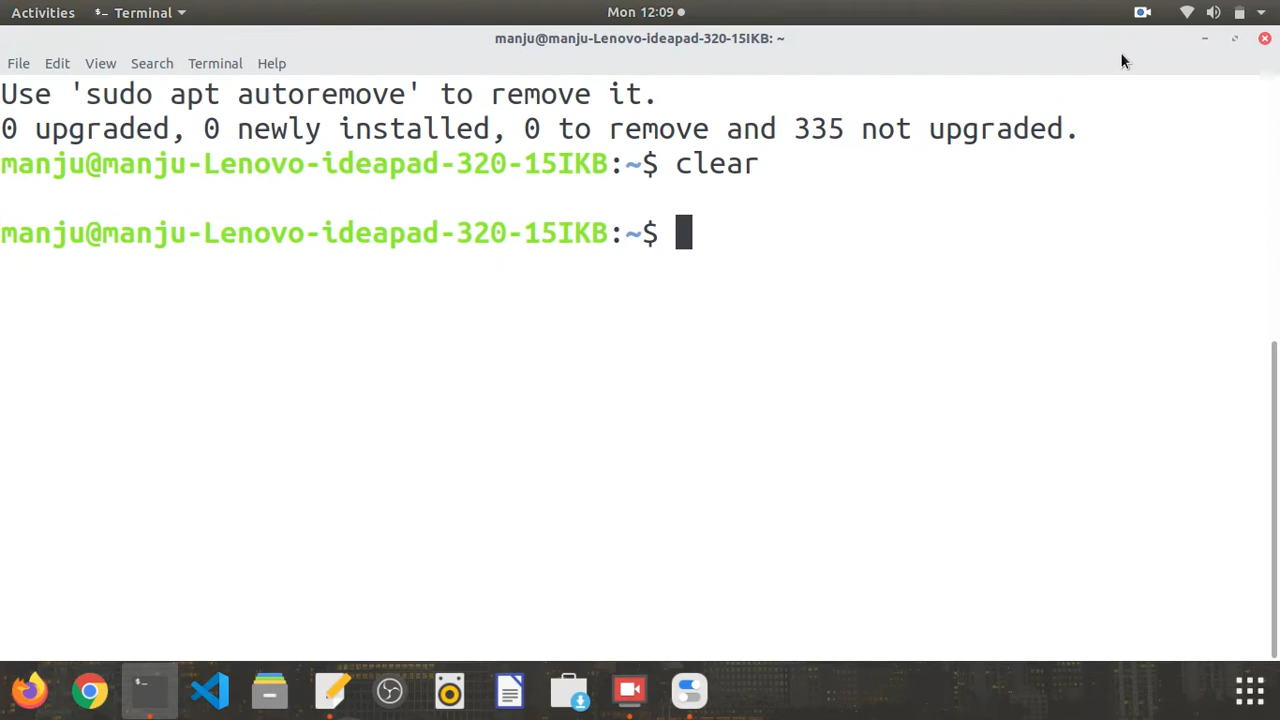 Activities Terminal Mon 12:09
manju@manju-Lenovo-ideapad-320-15IKB: ~
File Edit View Search Terminal Help
Use 'sudo apt autoremove' to remove it.
0 upgraded, 0 newly installed, 0 to remove and 335 not upgraded.
manju@manju-Lenovo-ideapad-320-15IKB:~$ clear
manju@manju-Lenovo-ideapad-320-15IKB:~$